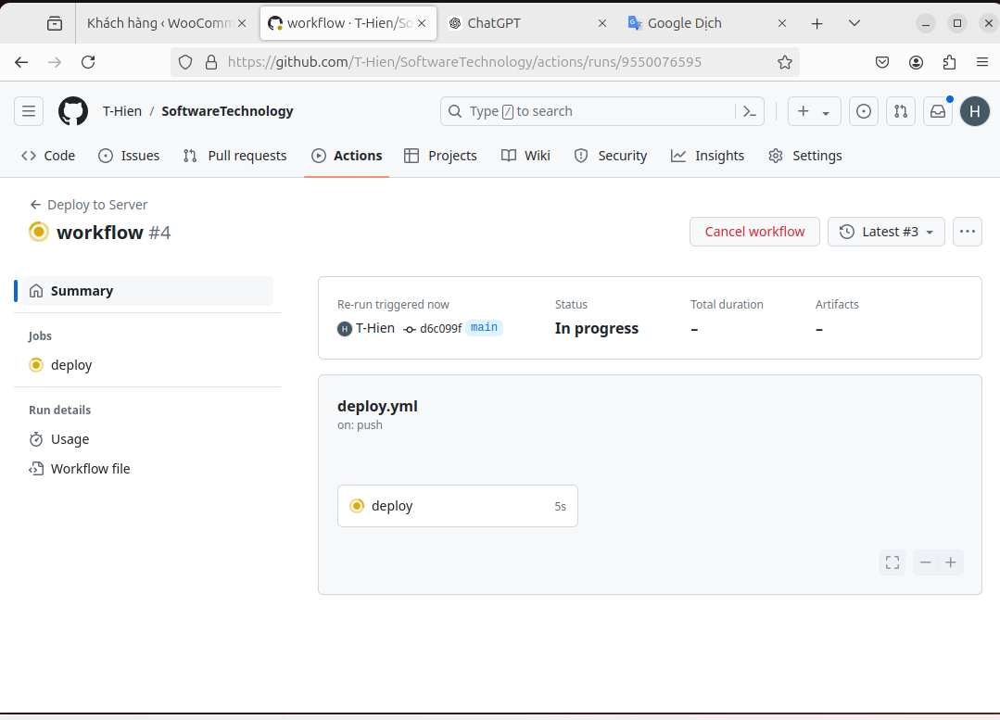 Khách hàng ‹ WooComm
workflow · T-Hien/So
ChatGPT
Google Dịch
https://github.com/T-Hien/SoftwareTechnology/actions/runs/9550076595
T-Hien / SoftwareTechnology
Type / to search
H
Code
Issues
Pull requests
Actions
Projects
Wiki
Security
Insights
Settings
Deploy to Server
workflow #4
Cancel workflow
Latest #3
Summary
Jobs
deploy
Run details
Usage
Workflow file
Re-run triggered now
Status
Total duration
Artifacts
H T-Hien d6c099f main
In progress
–
–
deploy.yml
on: push
deploy
5s